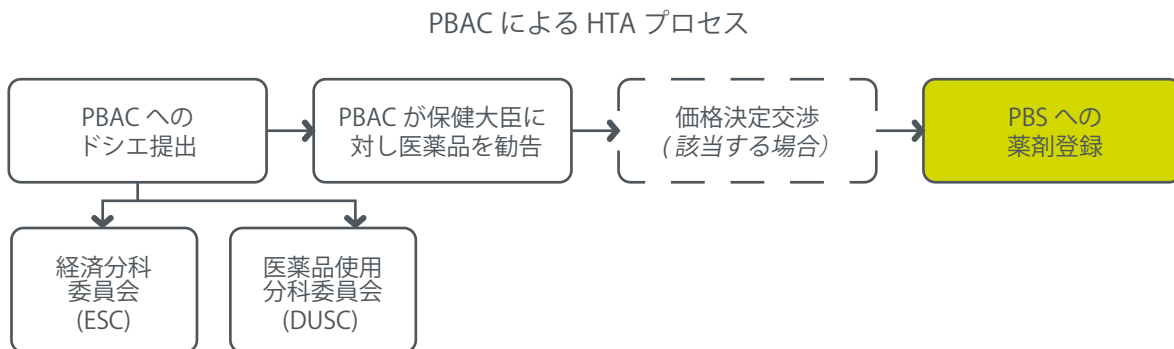 PBAC による HTA プロセス
PBAC への
ドシエ提出
PBAC が保健大臣に
対し医薬品を勧告
価格決定交渉
(該当する場合)
PBS への
薬剤登録
経済分科
委員会
(ESC)
医薬品使用
分科委員会
(DUSC)